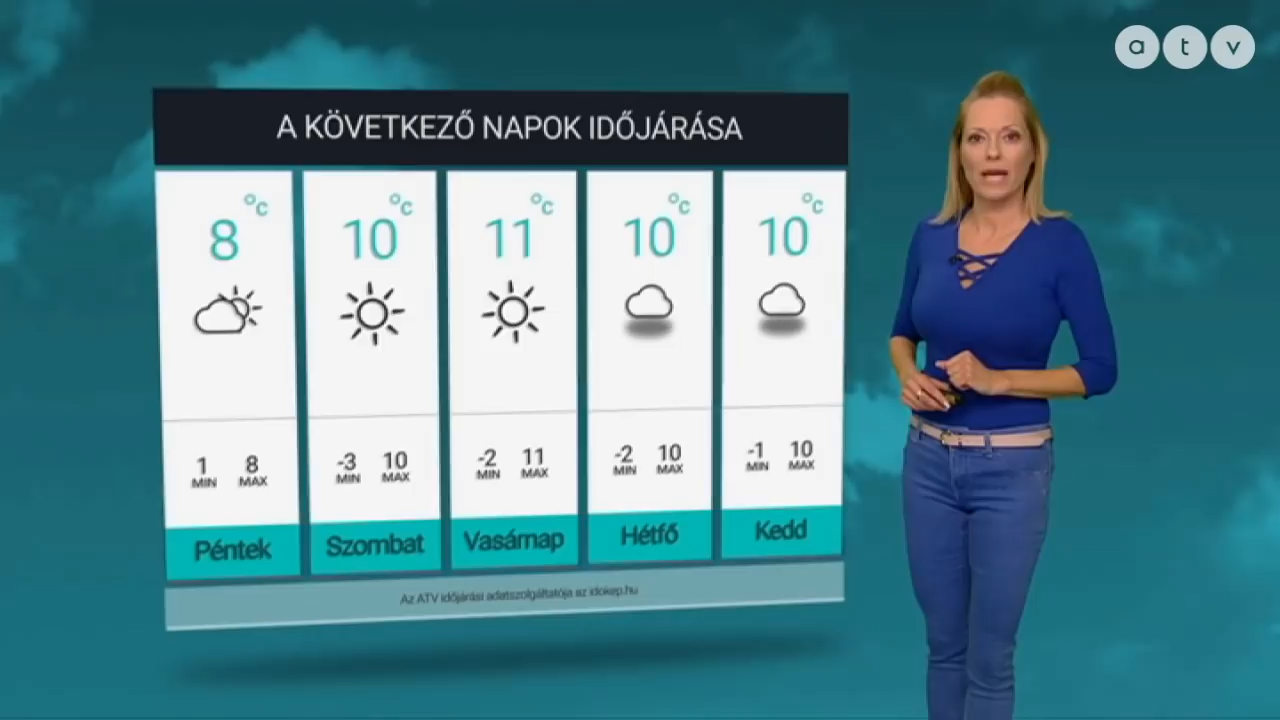 atv
A KÖVETKEZŐ NAPOK IDŐJÁRÁSA
8 °C
10 °C
11 °C
10 °C
10 °C
1 MIN 8 MAX
-3 MIN 10 MAX
-2 MIN 11 MAX
-2 MIN 10 MAX
-1 MIN 10 MAX
Péntek
Szombat
Vasárnap
Hétfő
Kedd
Az ATV időjárási adatszolgáltatója az idokep.hu